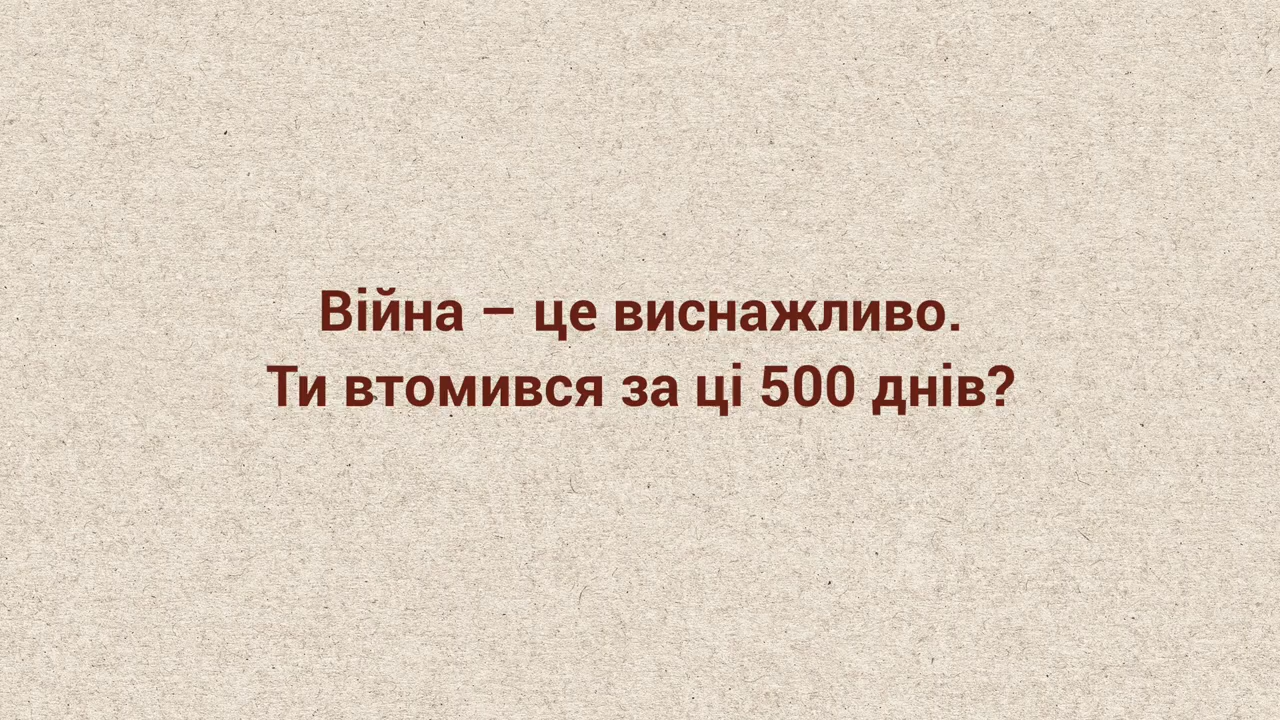 Війна – це виснажливо.
Ти втомився за ці 500 днів?